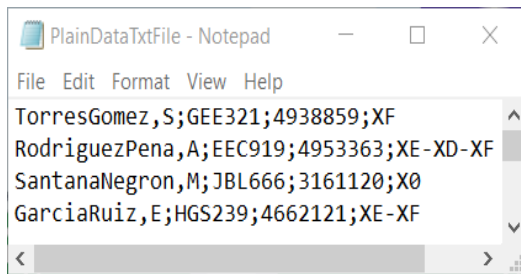 PlainDataTxtFile - Notepad
File Edit Format View Help
TorresGomez,S;GEE321;4938859;XF
RodriguezPena,A;EEC919;4953363;XE-XD-XF
SantanaNegron,M;JBL666;3161120;X0
GarciaRuiz,E;HGS239;4662121;XE-XF